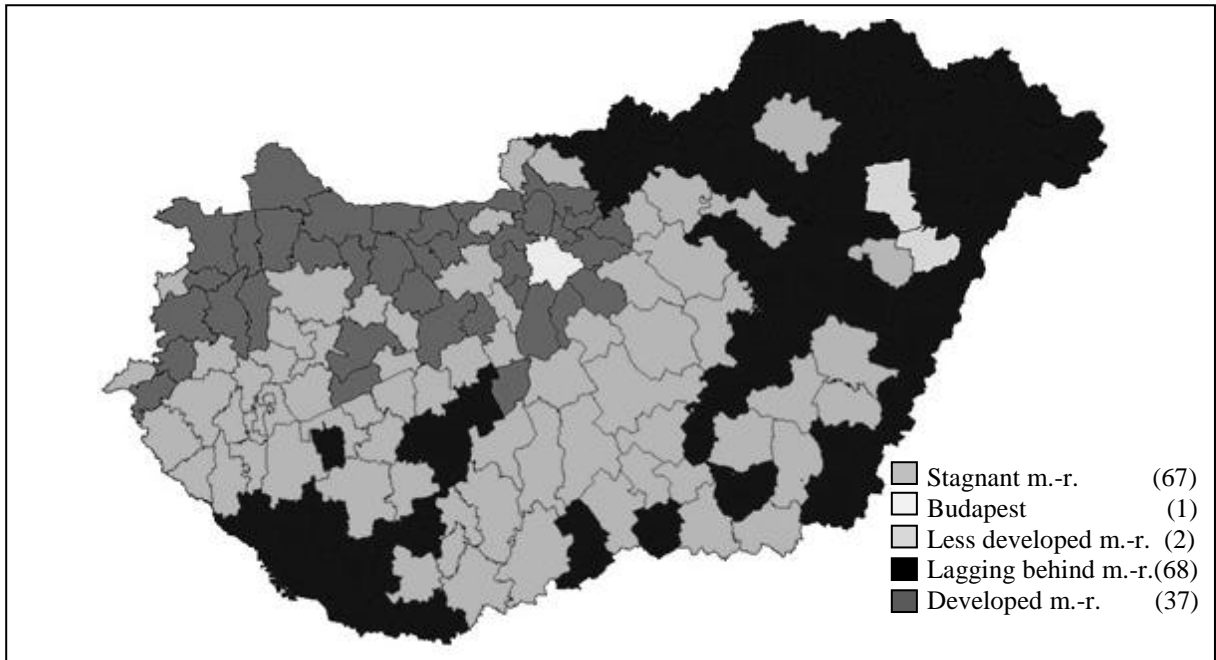 Stagnant m.-r. (67)
Budapest (1)
Less developed m.-r. (2)
Lagging behind m.-r.(68)
Developed m.-r. (37)